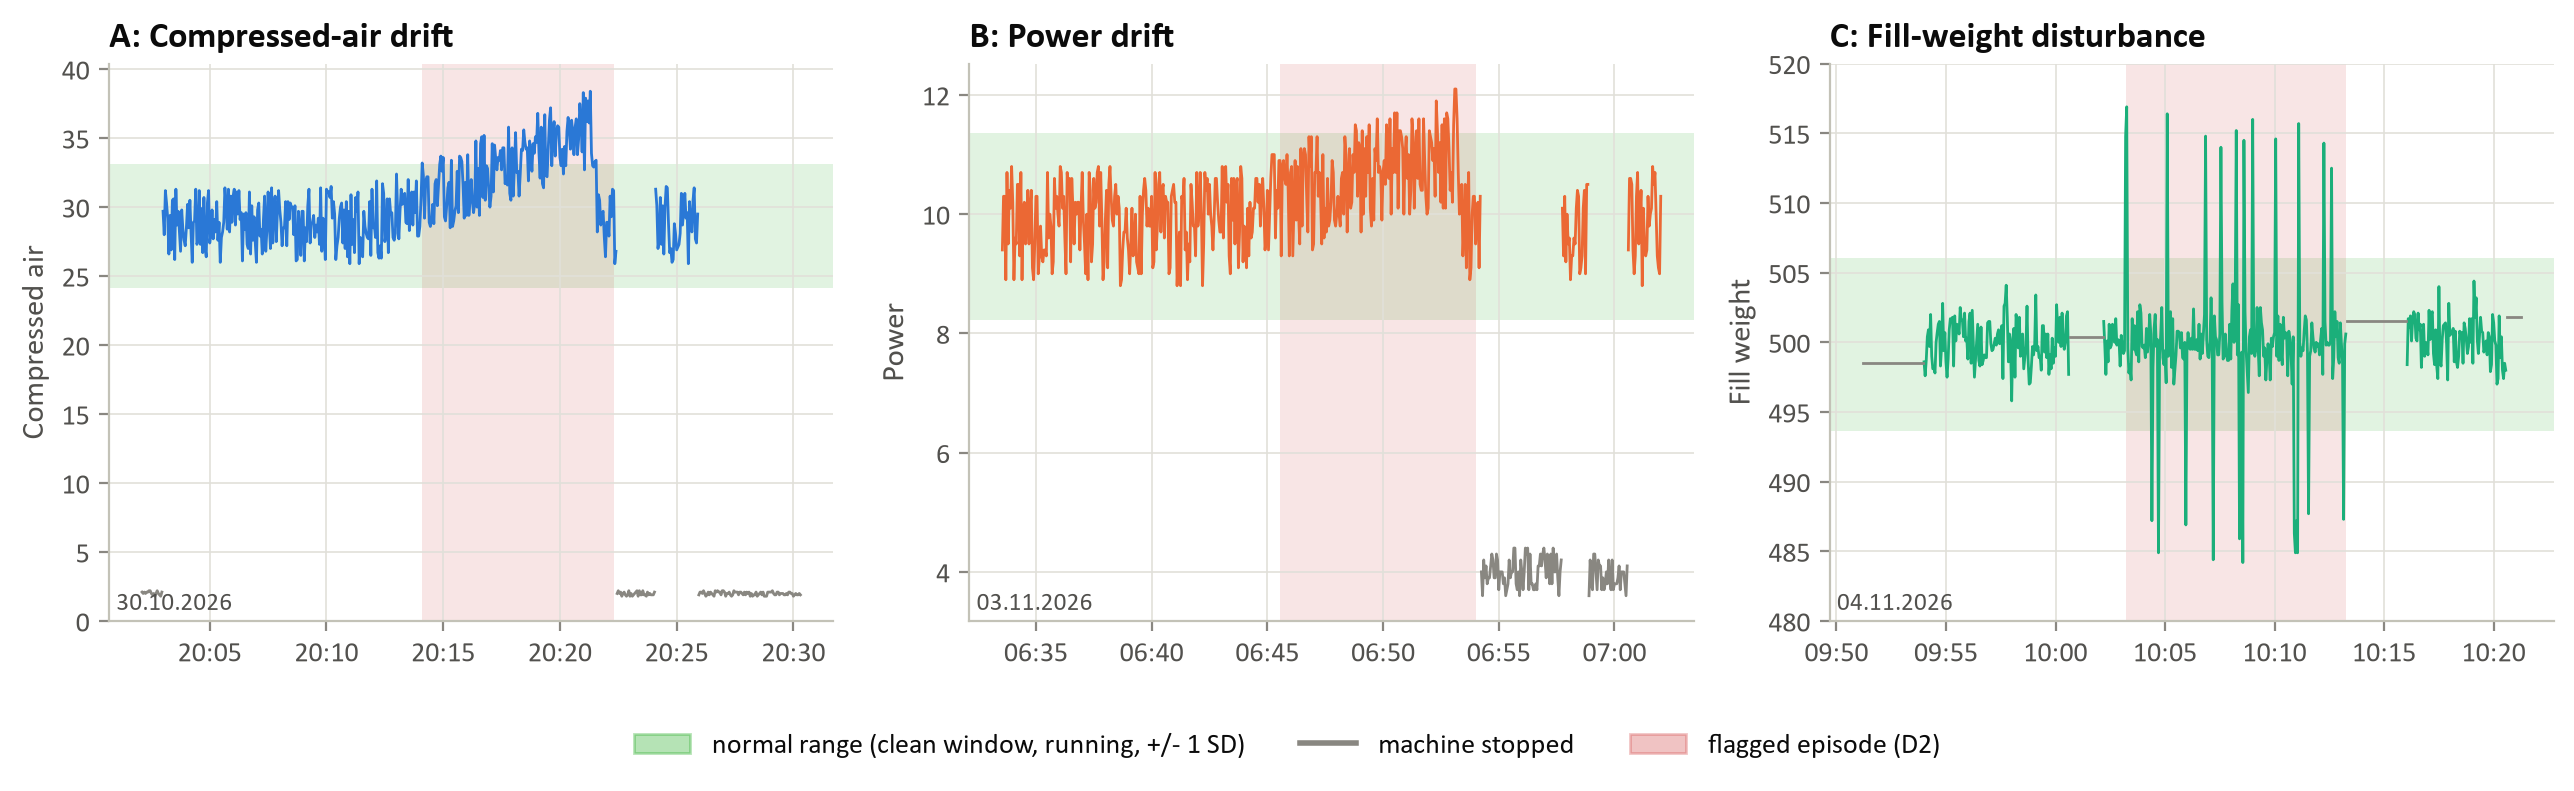 A: Compressed-air drift
Compressed air
40
35
30
25
20
15
10
5
0
30.10.2026
20:05 20:10 20:15 20:20 20:25 20:30
B: Power drift
Power
12
10
8
6
4
03.11.2026
06:35 06:40 06:45 06:50 06:55 07:00
C: Fill-weight disturbance
Fill weight
520
515
510
505
500
495
490
485
480
04.11.2026
09:50 09:55 10:00 10:05 10:10 10:15 10:20
normal range (clean window, running, +/- 1 SD)
machine stopped
flagged episode (D2)